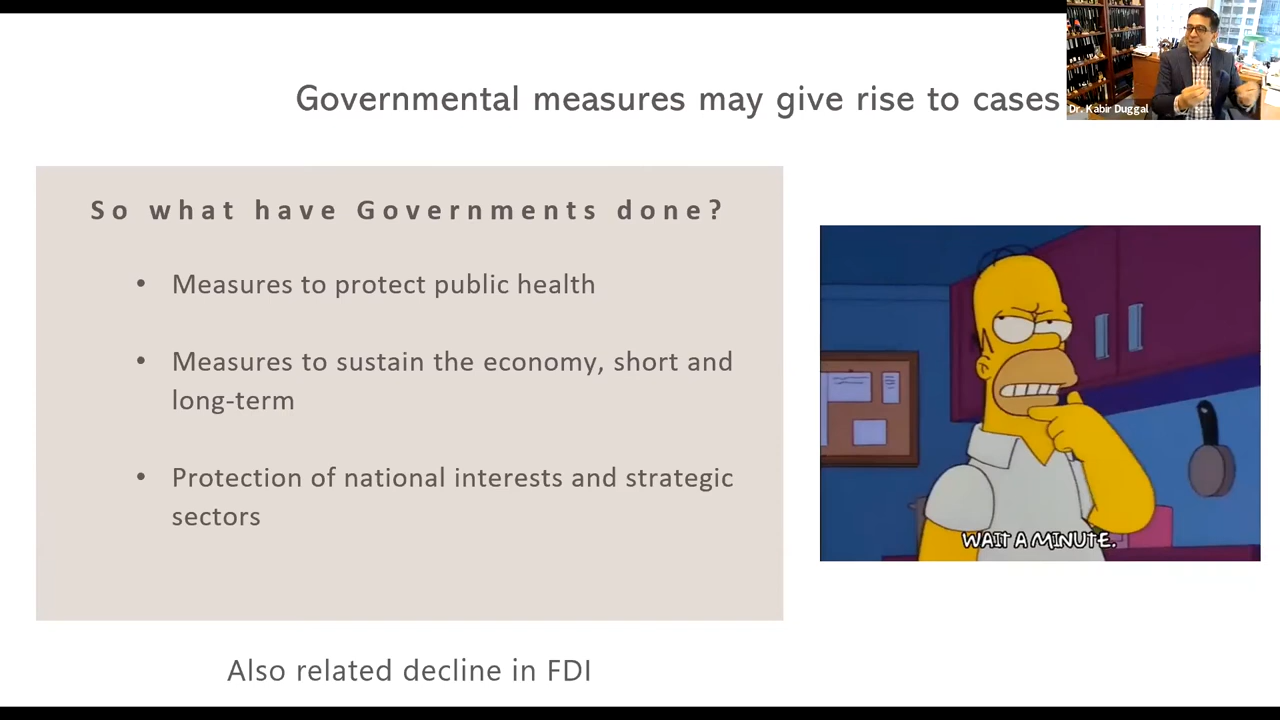 Governmental measures may give rise to cases
Dr. Kabir Duggal
So what have Governments done?
• Measures to protect public health
• Measures to sustain the economy, short and
long-term
• Protection of national interests and strategic
sectors
WAIT A MINUTE.
Also related decline in FDI